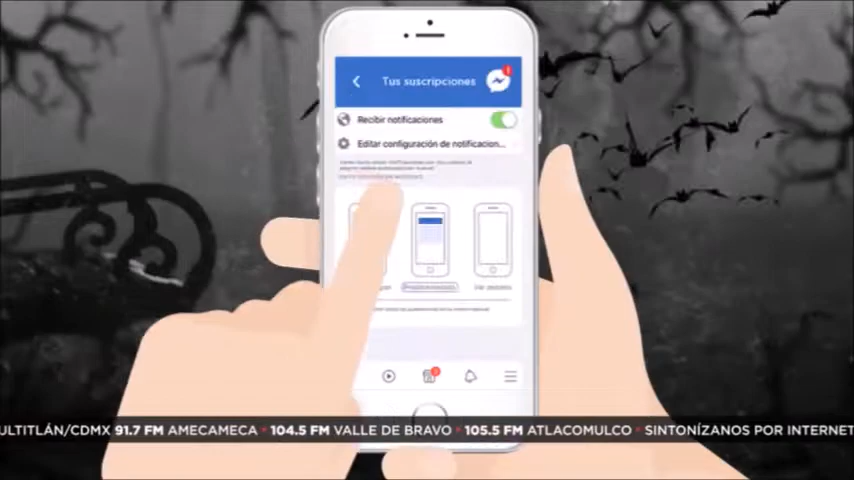 Tus suscripciones
1
Recibir notificaciones
Editar configuración de notificacion...
ULTITLÁN/CDMX 91.7 FM AMECAMECA • 104.5 FM VALLE DE BRAVO • 105.5 FM ATLACOMULCO • SINTONÍZANOS POR INTERNET